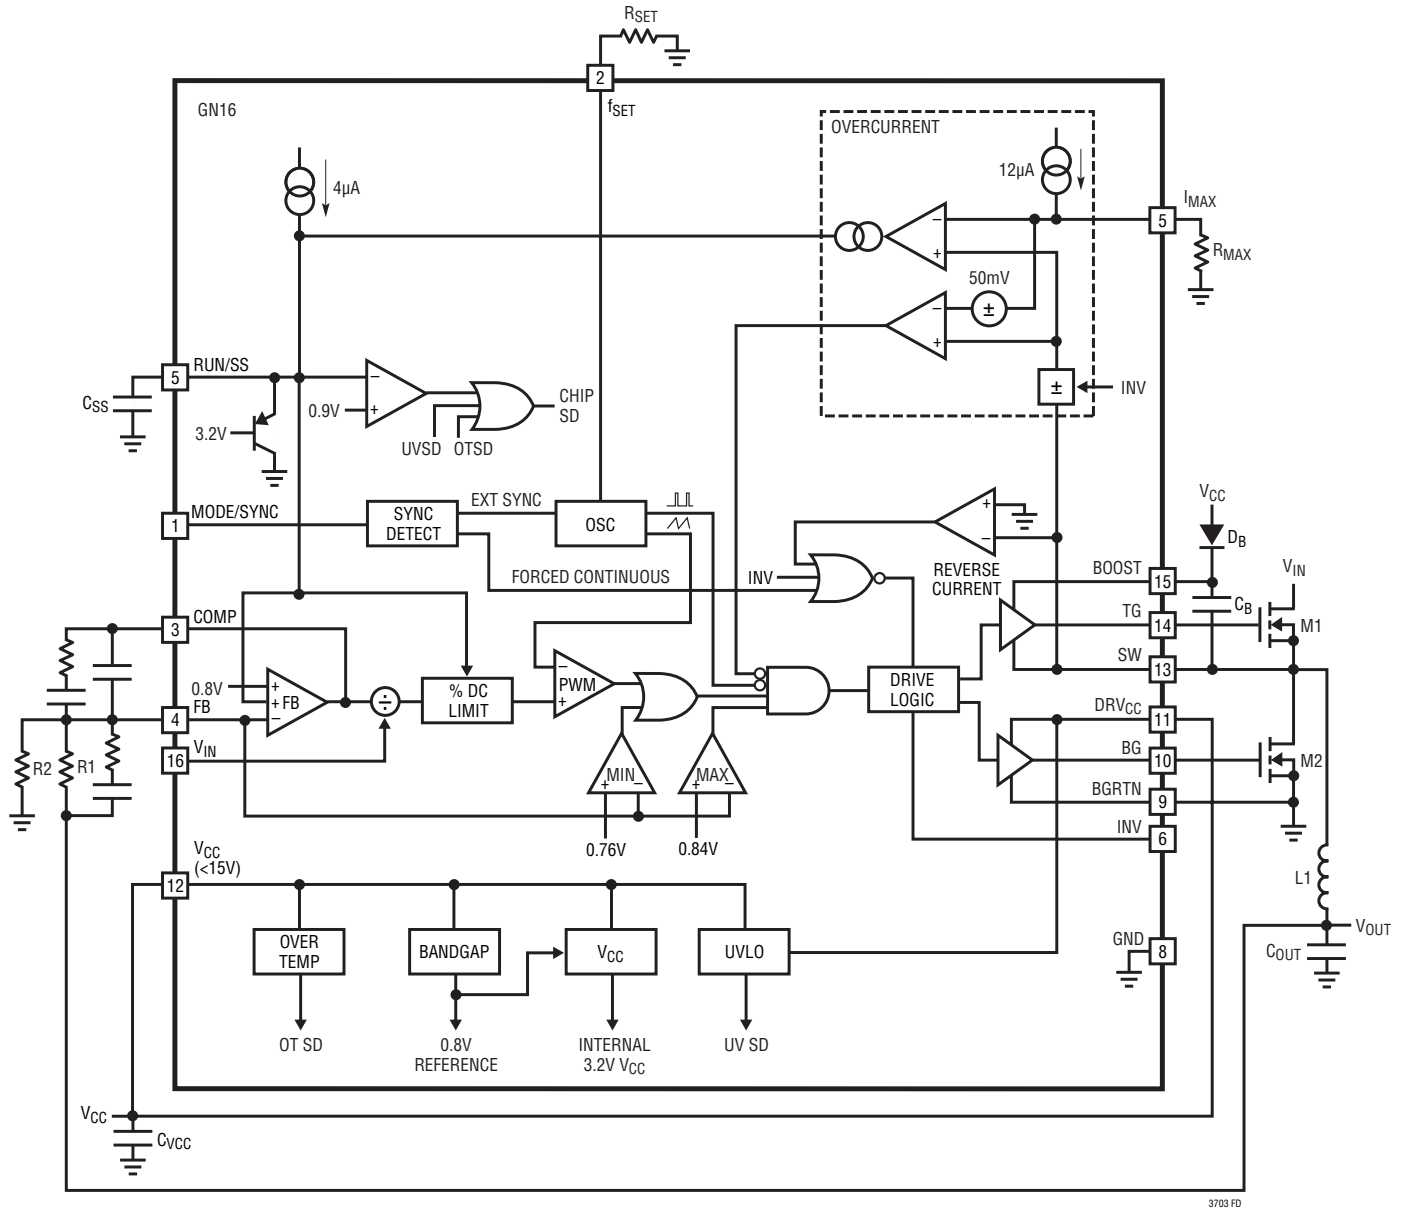 RSET
2
fSET
GN16
OVERCURRENT
4µA
12µA
IMAX
5
RMAX
–
+
50mV
±
–
+
±
INV
RUN/SS
5
CSS
3.2V
0.9V
–
+
CHIP
SD
UVSD
OTSD
MODE/SYNC
1
SYNC
DETECT
EXT SYNC
OSC
FORCED CONTINUOUS
INV
+
–
REVERSE
CURRENT
VCC
DB
BOOST
15
VIN
CB
TG
14
M1
SW
13
COMP
3
0.8V
FB
4
+
+
–
FB
÷
% DC
LIMIT
–
+
PWM
DRIVE
LOGIC
DRVCC
11
BG
10
M2
BGRTN
9
INV
6
VIN
16
R2
R1
MIN
+
–
MAX
+
–
0.76V
0.84V
VCC
(<15V)
12
L1
OVER
TEMP
BANDGAP
VCC
UVLO
GND
8
VOUT
COUT
OT SD
0.8V
REFERENCE
INTERNAL
3.2V VCC
UV SD
VCC
CVCC
3703 FD